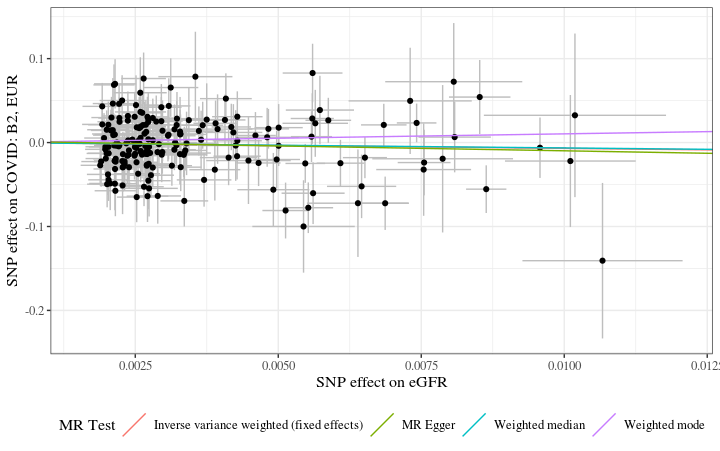 SNP effect on COVID: B2, EUR
0.1
0.0
-0.1
-0.2
0.0025 0.0050 0.0075 0.0100 0.012
SNP effect on eGFR
MR Test Inverse variance weighted (fixed effects) MR Egger Weighted median Weighted mode